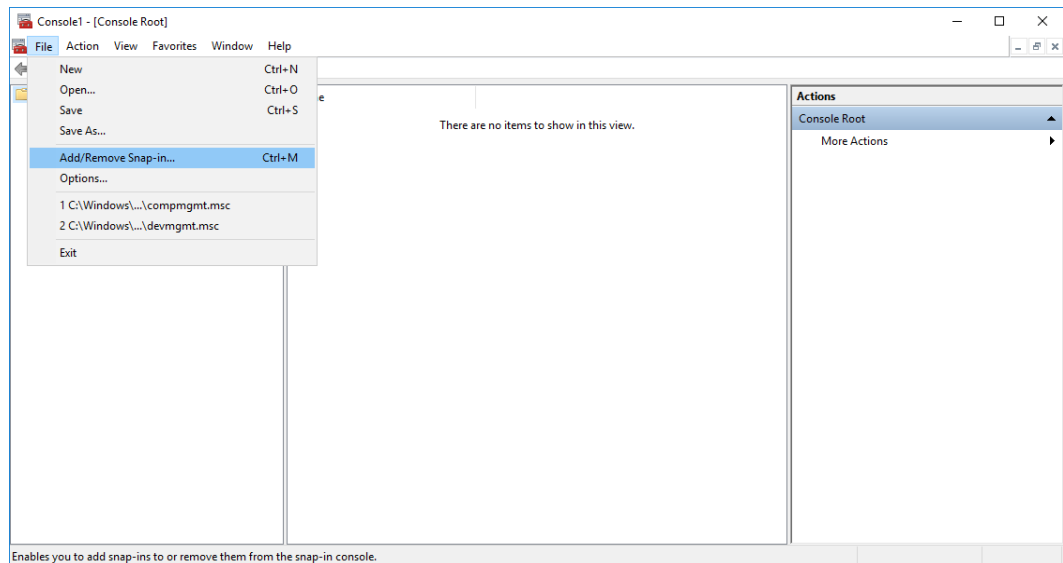 Console1 - [Console Root]
File Action View Favorites Window Help
New Ctrl+N
Open... Ctrl+O
Save Ctrl+S
Save As...
Add/Remove Snap-in... Ctrl+M
Options...
1 C:\Windows\...\compmgmt.msc
2 C:\Windows\...\devmgmt.msc
Exit
There are no items to show in this view.
Actions
Console Root
More Actions
Enables you to add snap-ins to or remove them from the snap-in console.